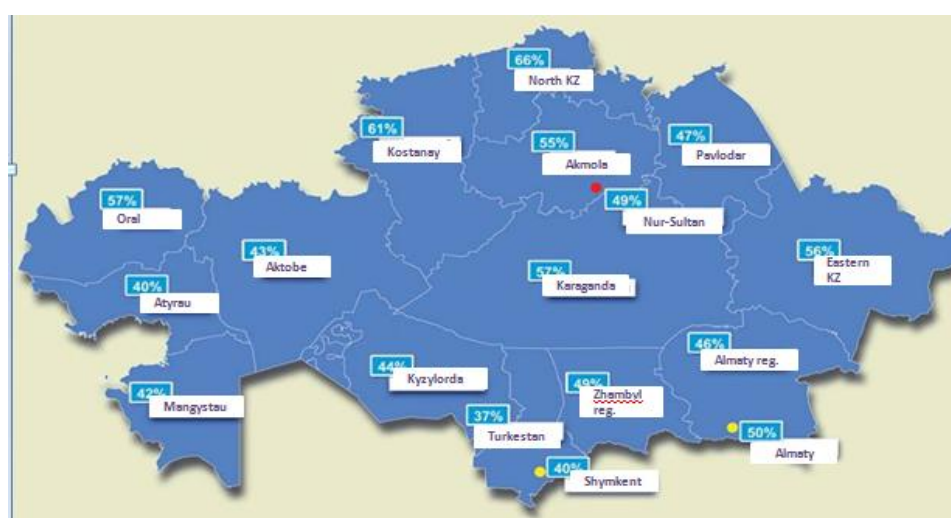 66%
North KZ
61%
Kostanay
55%
Akmola
47%
Pavlodar
57%
Oral
49%
Nur-Sultan
43%
Aktobe
56%
Eastern
KZ
57%
Karaganda
40%
Atyrau
46%
Almaty reg.
44%
Kyzylorda
49%
Zhambyl
reg.
42%
Mangystau
37%
Turkestan
50%
Almaty
40%
Shymkent